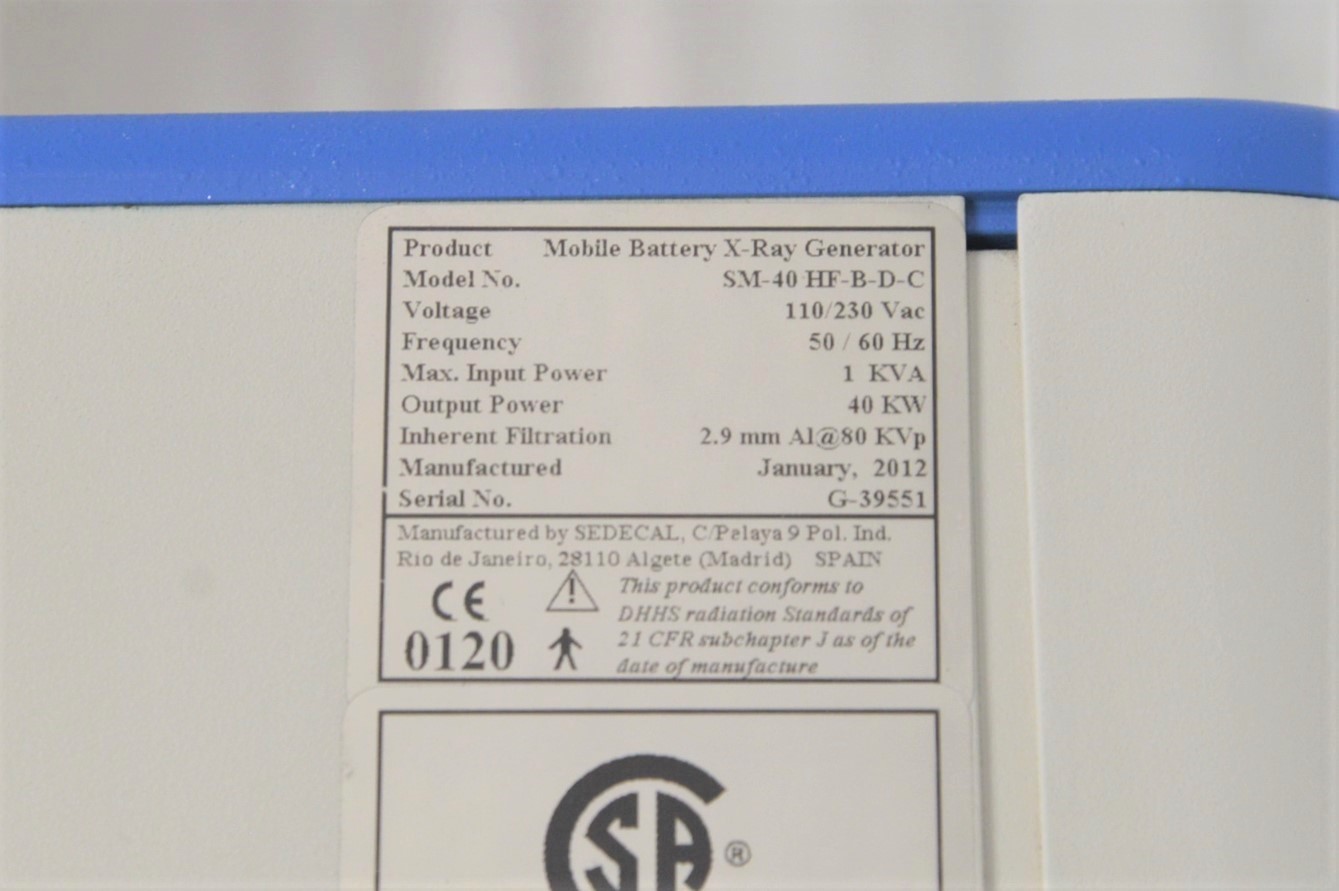 Product Mobile Battery X-Ray Generator
Model No. SM-40 HF-B-D-C
Voltage 110/230 Vac
Frequency 50 / 60 Hz
Max. Input Power 1 KVA
Output Power 40 KW
Inherent Filtration 2.9 mm Al@80 KVp
Manufactured January, 2012
Serial No. G-39551
Manufactured by SEDECAL, C/Pelaya 9 Pol. Ind.
Rio de Janeiro, 28110 Algete (Madrid) SPAIN
CE
0120
This product conforms to
DHHS radiation Standards of
21 CFR subchapter J as of the
date of manufacture
SA ®